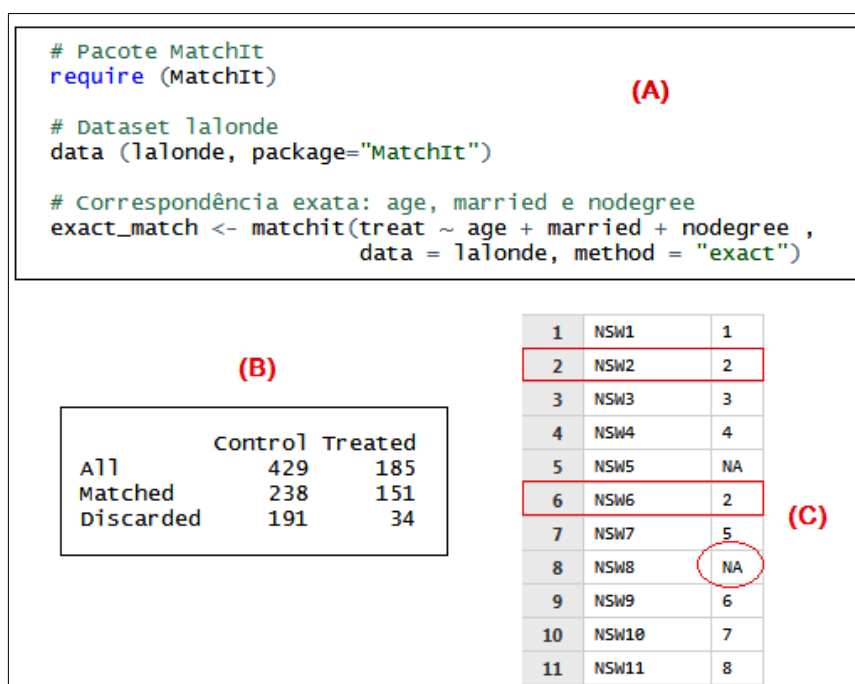 # Pacote MatchIt
require (MatchIt)
(A)
# Dataset lalonde
data (lalonde, package="MatchIt")
# Correspondência exata: age, married e nodegree
exact_match <- matchit(treat ~ age + married + nodegree ,
data = lalonde, method = "exact")
(B)
Control Treated
All 429 185
Matched 238 151
Discarded 191 34
1 NSW1 1
2 NSW2 2
3 NSW3 3
4 NSW4 4
5 NSW5 NA
6 NSW6 2
7 NSW7 5
8 NSW8 NA
9 NSW9 6
10 NSW10 7
11 NSW11 8
(C)